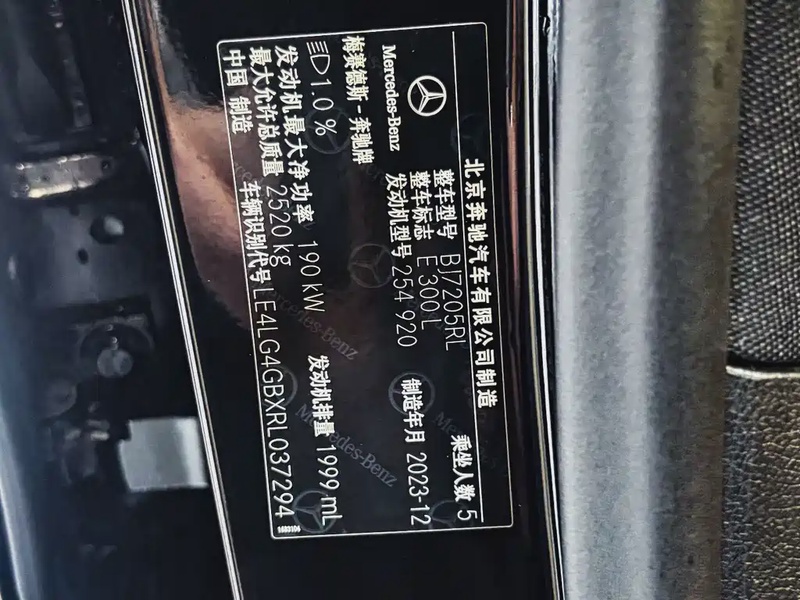 北京奔驰汽车有限公司制造
Mercedes-Benz
梅赛德斯-奔驰牌
整车型号 BJ7205RL 乘坐人数 5
整车标志 E 300 L
发动机型号 254 920 制造年月 2023-12
1.0 %
发动机最大净功率 190 kW 发动机排量 1999 mL
最大允许总质量 2520 kg
中国 制造 车辆识别代号 LE4LG4GBXRL037294
1683106